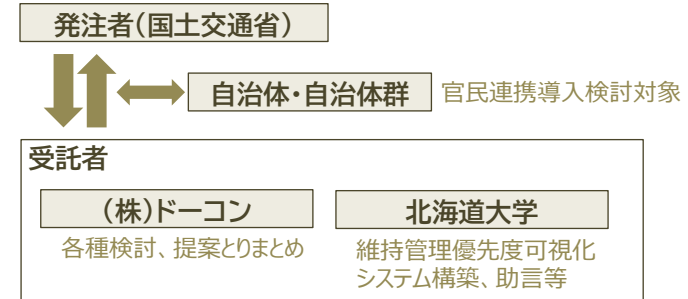 発注者(国土交通省)
自治体・自治体群
官民連携導入検討対象
受託者
(株)ドーコン
北海道大学
各種検討、提案とりまとめ
維持管理優先度可視化
システム構築、助言等